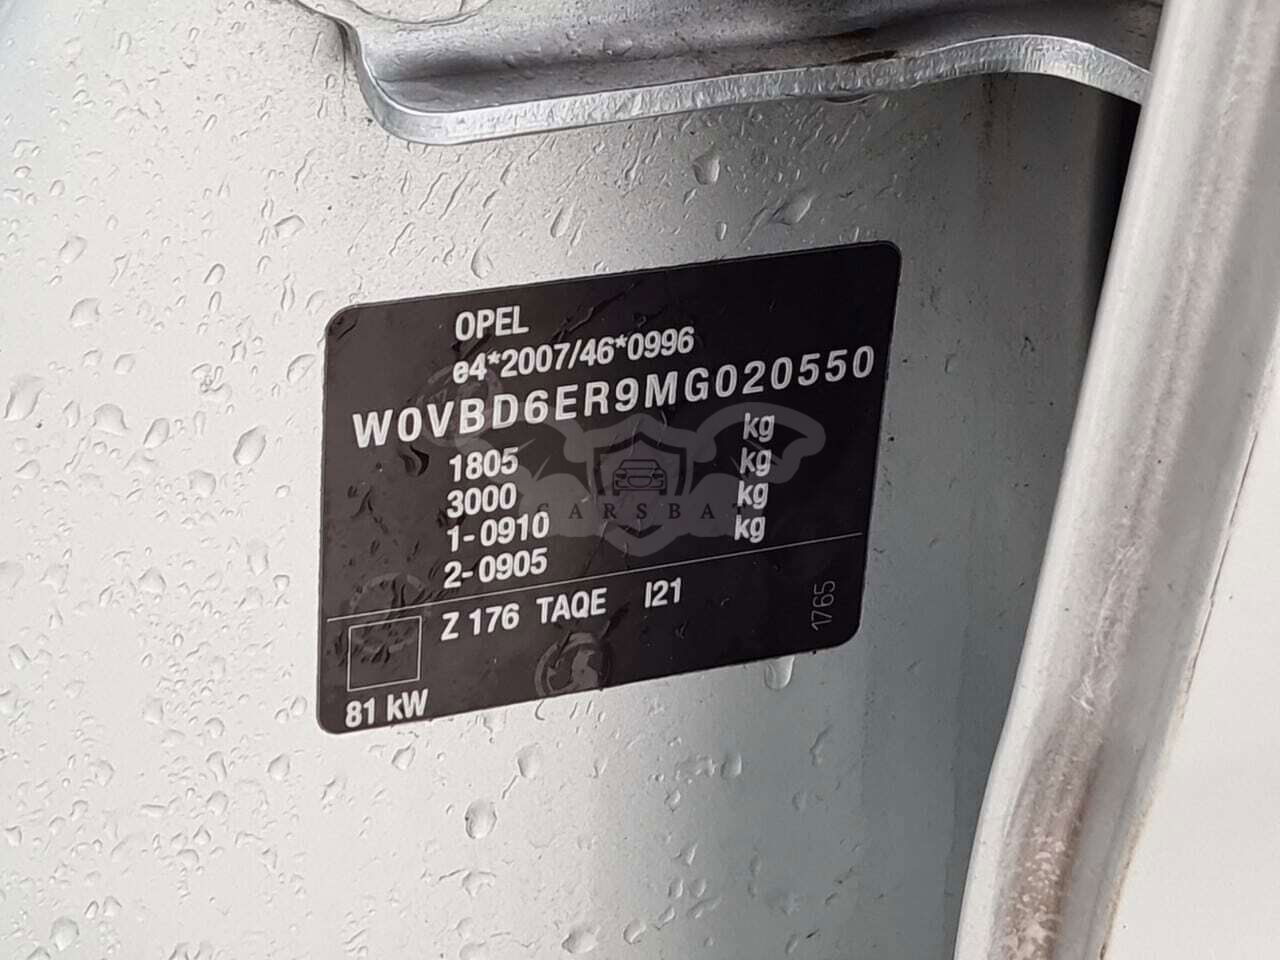 OPEL
e4*2007/46*0996
W0VBD6ER9MG020550
1805 kg
3000 kg
1-0910 kg
2-0905 kg
Z 176 TAQE I21
81 kW
1765
CARSBAT